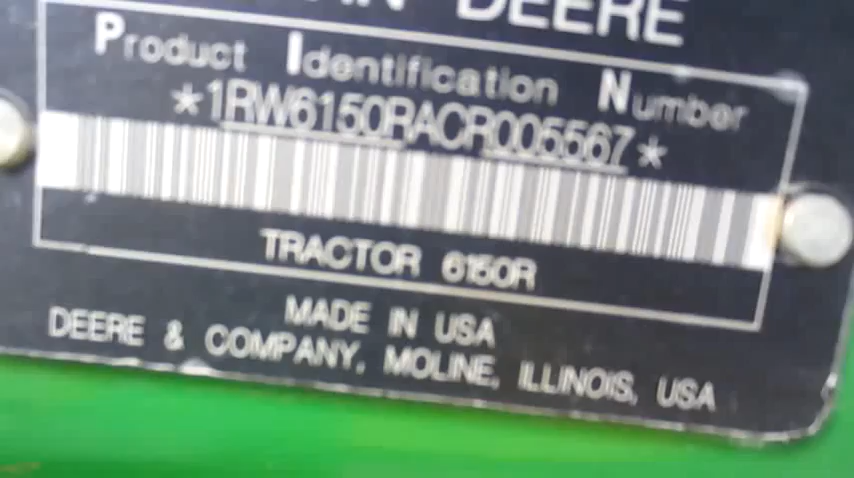 DEERE
Product Identification Number
*1RW6150RACR005567*
TRACTOR 6150R
MADE IN USA
DEERE & COMPANY, MOLINE, ILLINOIS, USA